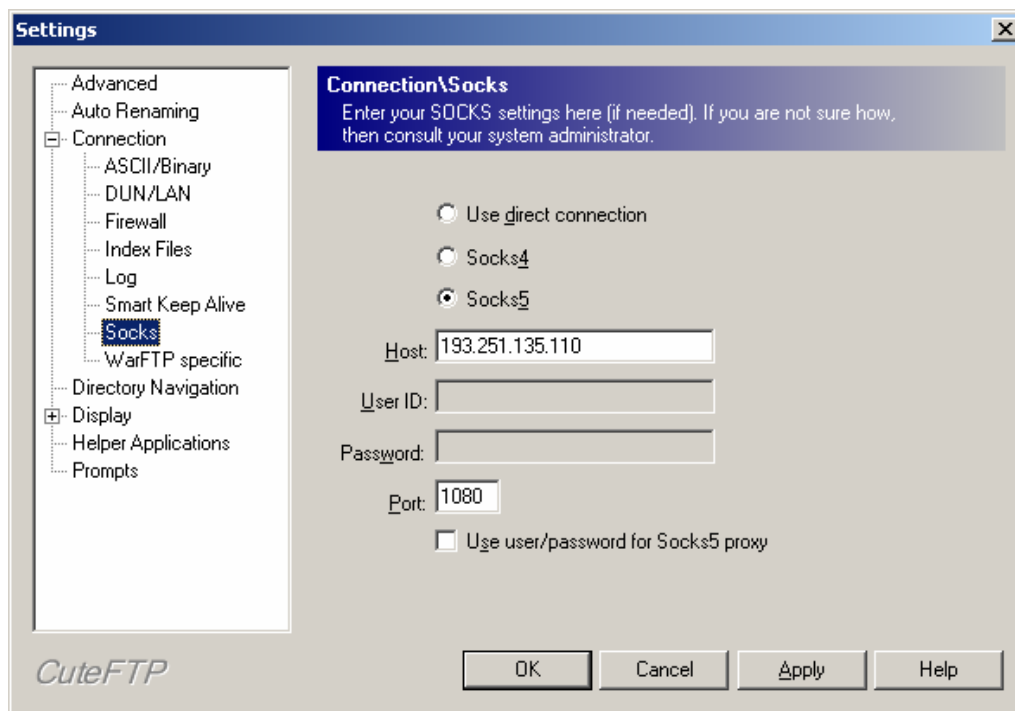 Settings
Advanced
Auto Renaming
Connection
ASCII/Binary
DUN/LAN
Firewall
Index Files
Log
Smart Keep Alive
Socks
WarFTP specific
Directory Navigation
Display
Helper Applications
Prompts
Connection\Socks
Enter your SOCKS settings here (if needed). If you are not sure how,
then consult your system administrator.
Use direct connection
Socks4
Socks5
Host: 193.251.135.110
User ID:
Password:
Port: 1080
Use user/password for Socks5 proxy
CuteFTP
OK Cancel Apply Help